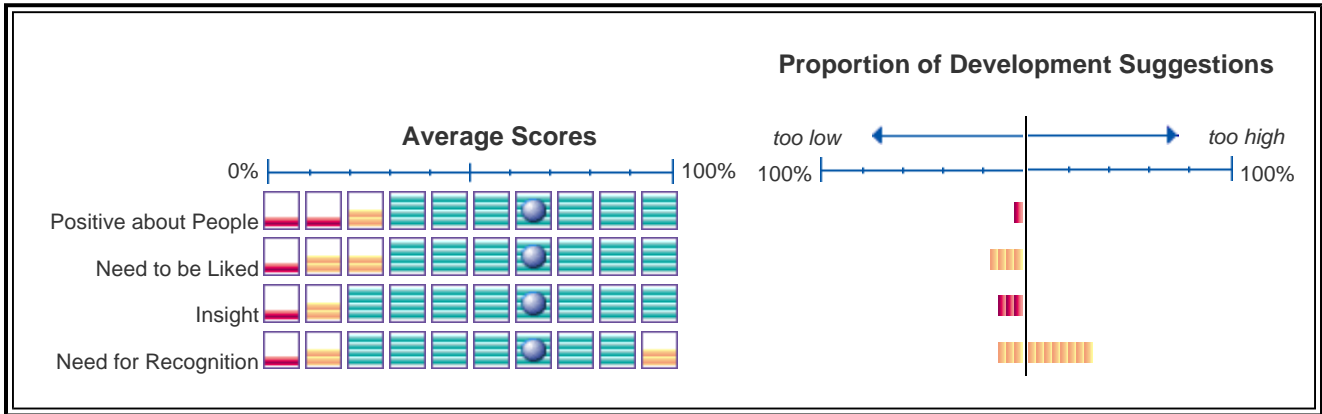 Proportion of Development Suggestions
Average Scores
too low
too high
0%
100%
100%
100%
Positive about People
Need to be Liked
Insight
Need for Recognition